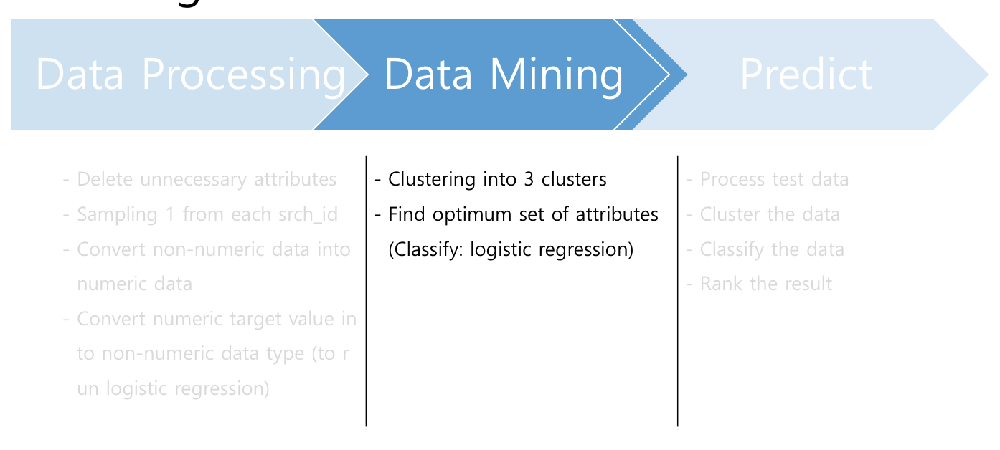 Data Processing
Data Mining
Predict
- Delete unnecessary attributes
- Sampling 1 from each srch_id
- Convert non-numeric data into
numeric data
- Convert numeric target value in
to non-numeric data type (to r
un logistic regression)
- Clustering into 3 clusters
- Find optimum set of attributes
(Classify: logistic regression)
- Process test data
- Cluster the data
- Classify the data
- Rank the result